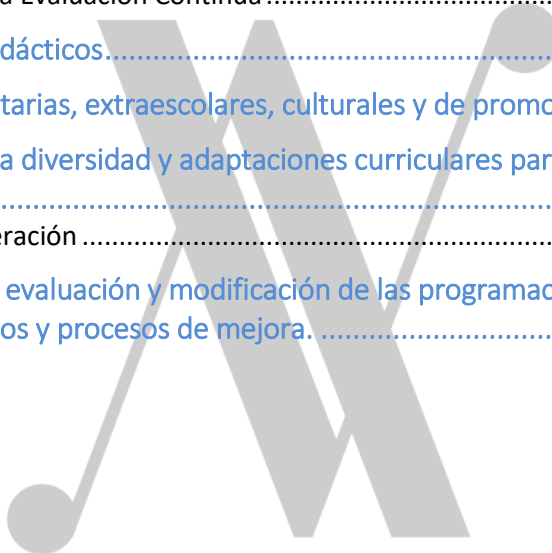 a Evaluación Continua........................................
dácticos..........................................................
tarias, extraescolares, culturales y de promo
a diversidad y adaptaciones curriculares par
........................................................................
eración................................................................
evaluación y modificación de las programac
os y procesos de mejora. ..............................